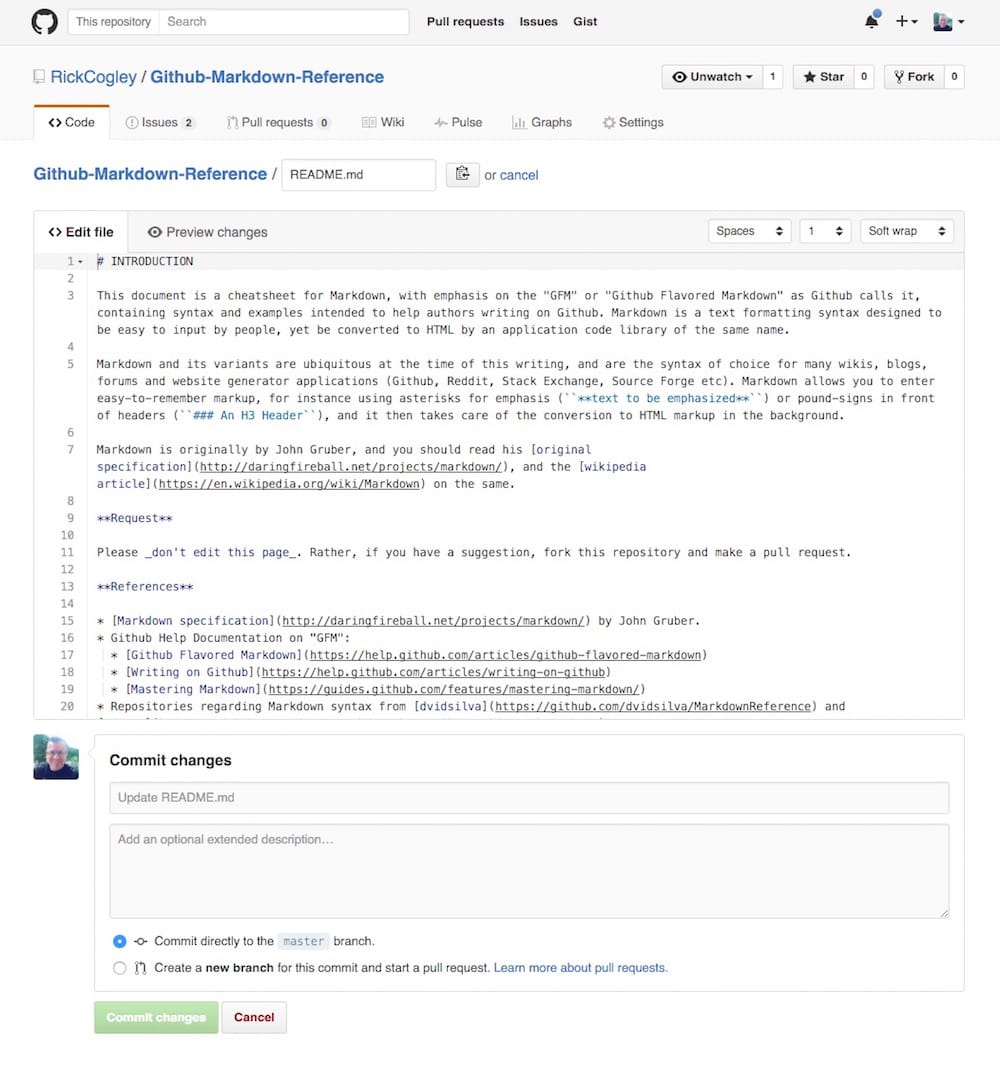 This repository Search Pull requests Issues Gist
RickCogley / Github-Markdown-Reference Unwatch 1 Star 0 Fork 0
Code Issues 2 Pull requests 0 Wiki Pulse Graphs Settings
Github-Markdown-Reference / README.md or cancel
Edit file Preview changes Spaces 1 Soft wrap
1 # INTRODUCTION
2
3 This document is a cheatsheet for Markdown, with emphasis on the "GFM" or "Github Flavored Markdown" as Github calls it,
containing syntax and examples intended to help authors writing on Github. Markdown is a text formatting syntax designed to
be easy to input by people, yet be converted to HTML by an application code library of the same name.
4
5 Markdown and its variants are ubiquitous at the time of this writing, and are the syntax of choice for many wikis, blogs,
forums and website generator applications (Github, Reddit, Stack Exchange, Source Forge etc). Markdown allows you to enter
easy-to-remember markup, for instance using asterisks for emphasis (``**text to be emphasized**``) or pound-signs in front
of headers (``### An H3 Header``), and it then takes care of the conversion to HTML markup in the background.
6
7 Markdown is originally by John Gruber, and you should read his [original
specification](http://daringfireball.net/projects/markdown/), and the [wikipedia
article](https://en.wikipedia.org/wiki/Markdown) on the same.
8
9 **Request**
10
11 Please _don't edit this page_. Rather, if you have a suggestion, fork this repository and make a pull request.
12
13 **References**
14
15 * [Markdown specification](http://daringfireball.net/projects/markdown/) by John Gruber.
16 * Github Help Documentation on "GFM":
17 * [Github Flavored Markdown](https://help.github.com/articles/github-flavored-markdown)
18 * [Writing on Github](https://help.github.com/articles/writing-on-github)
19 * [Mastering Markdown](https://guides.github.com/features/mastering-markdown/)
20 * Repositories regarding Markdown syntax from [dvidsilva](https://github.com/dvidsilva/MarkdownReference) and
Commit changes
Update README.md
Add an optional extended description…
Commit directly to the master branch.
Create a new branch for this commit and start a pull request. Learn more about pull requests.
Commit changes Cancel